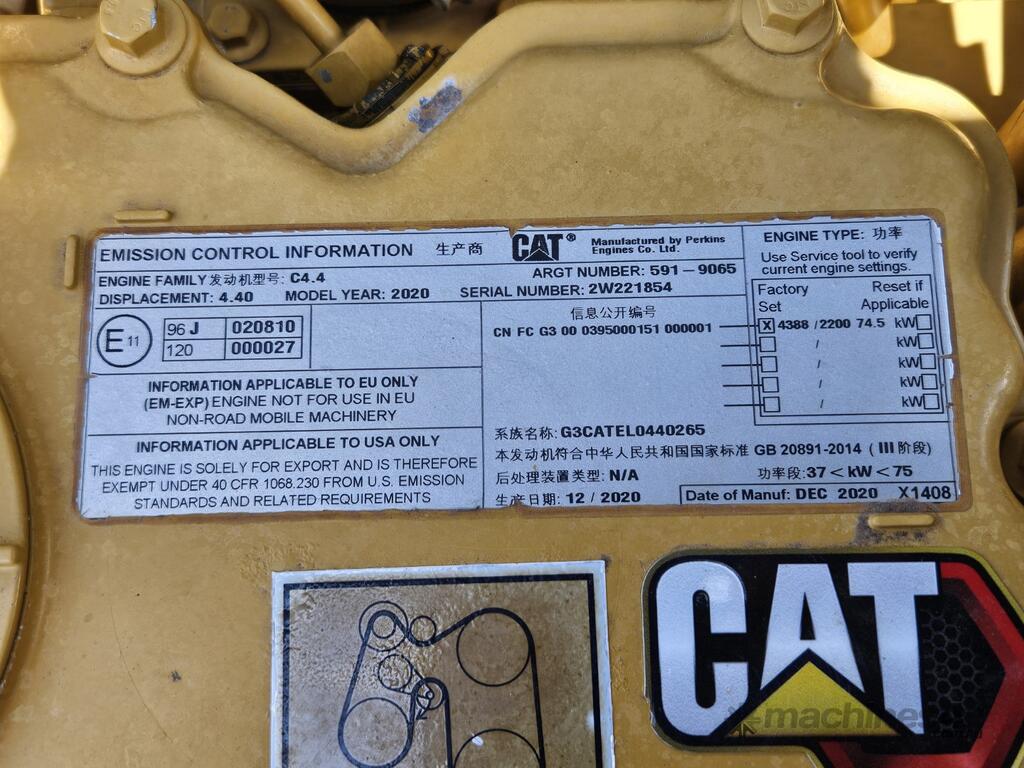 EMISSION CONTROL INFORMATION 生产商
CAT® Manufactured by Perkins
Engines Co. Ltd.
ENGINE FAMILY 发动机型号: C4.4
ARGT NUMBER: 591-9065
DISPLACEMENT: 4.40 MODEL YEAR: 2020 SERIAL NUMBER: 2W221854
E 11
96 J 020810
120 000027
INFORMATION APPLICABLE TO EU ONLY
(EM-EXP) ENGINE NOT FOR USE IN EU
NON-ROAD MOBILE MACHINERY
INFORMATION APPLICABLE TO USA ONLY
THIS ENGINE IS SOLELY FOR EXPORT AND IS THEREFORE
EXEMPT UNDER 40 CFR 1068.230 FROM U.S. EMISSION
STANDARDS AND RELATED REQUIREMENTS
信息公开编号
CN FC G3 00 0395000151 000001
ENGINE TYPE: 功率
Use Service tool to verify
current engine settings.
Factory Reset if
Set Applicable
X 4388 / 2200 74.5 kW
/ kW
/ kW
/ kW
/ kW
系族名称: G3CATEL0440265
本发动机符合中华人民共和国国家标准 GB 20891-2014 (III 阶段)
后处理装置类型: N/A 功率段: 37 < kW < 75
生产日期: 12 / 2020
Date of Manuf: DEC 2020 X1408
CAT
machines